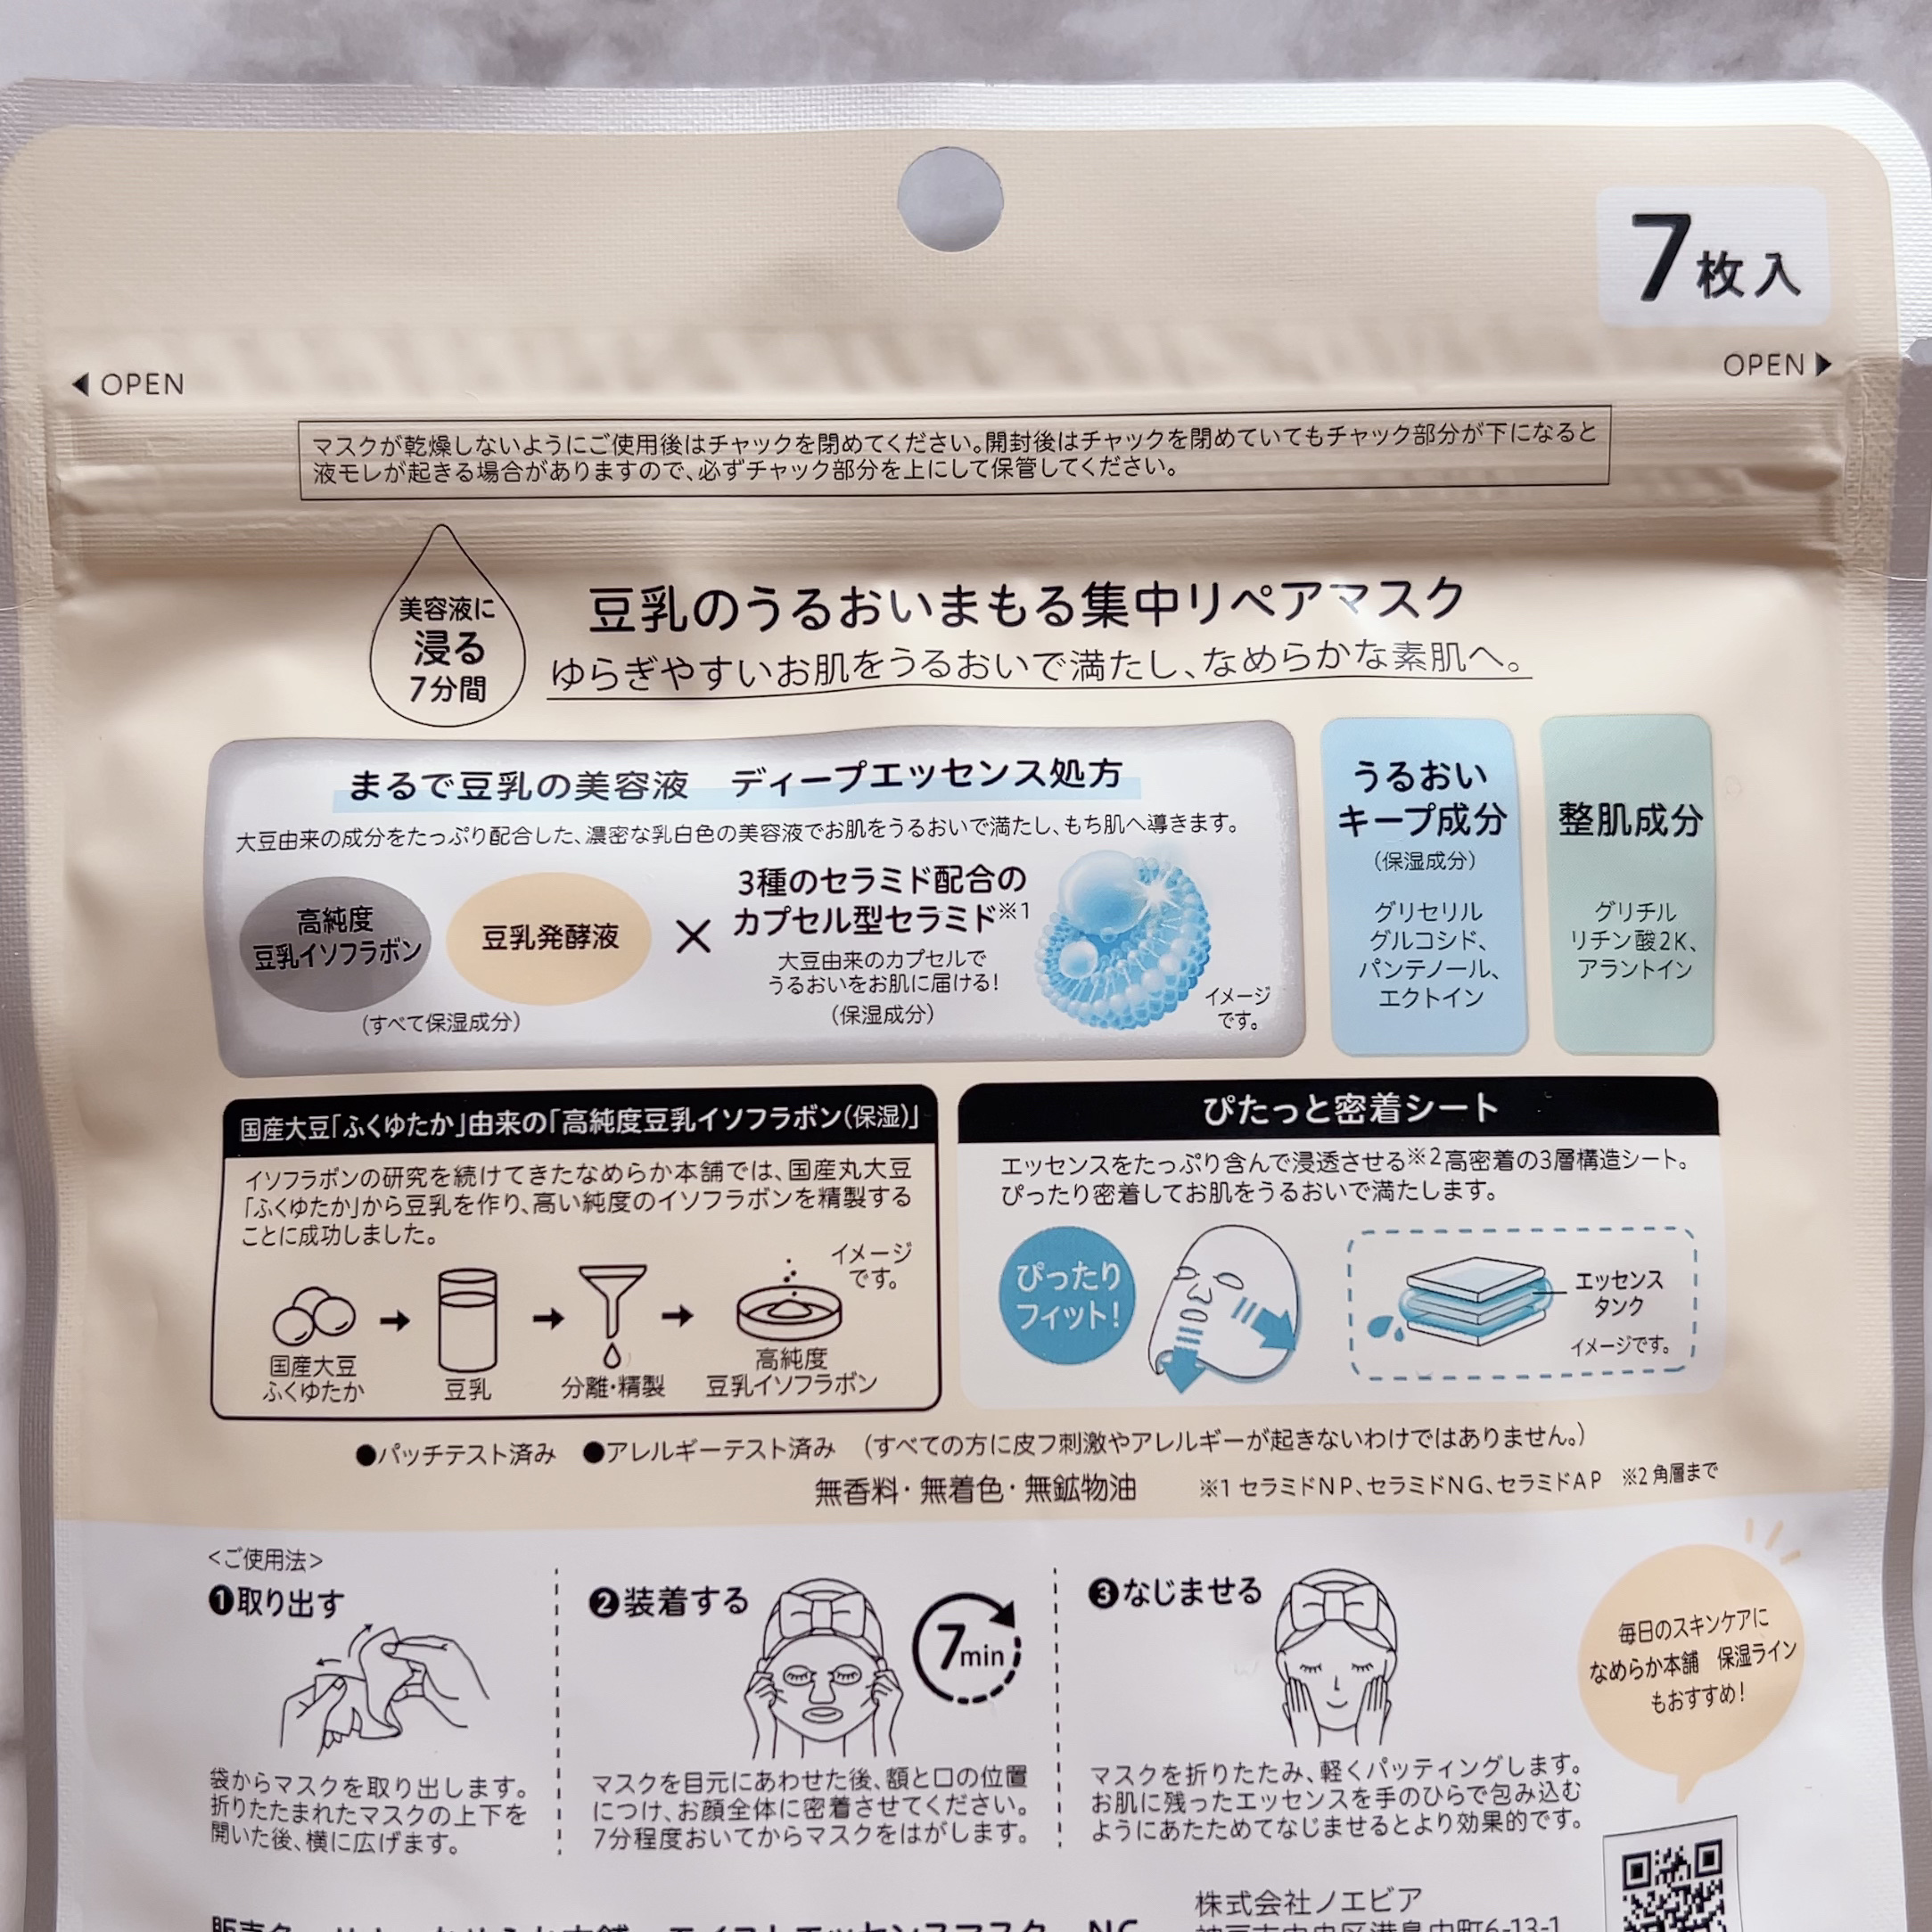 7枚入
◀ OPEN
OPEN ▶
マスクが乾燥しないようにご使用後はチャックを閉めてください。開封後はチャックを閉めていてもチャック部分が下になると
液モレが起きる場合がありますので、必ずチャック部分を上にして保管してください。
美容液に
浸る
7分間
豆乳のうるおいまもる集中リペアマスク
ゆらぎやすいお肌をうるおいで満たし、なめらかな素肌へ。
まるで豆乳の美容液 ディープエッセンス処方
大豆由来の成分をたっぷり配合した、濃密な乳白色の美容液でお肌をうるおいで満たし、もち肌へ導きます。
高純度
豆乳イソフラボン
豆乳発酵液
(すべて保湿成分)
×
3種のセラミド配合の
カプセル型セラミド※1
大豆由来のカプセルで
うるおいをお肌に届ける!
(保湿成分)
イメージ
です。
うるおい
キープ成分
(保湿成分)
グリセリル
グルコシド、
パンテノール、
エクトイン
整肌成分
グリチル
リチン酸2K、
アラントイン
国産大豆「ふくゆたか」由来の「高純度豆乳イソフラボン(保湿)」
イソフラボンの研究を続けてきたなめらか本舗では、国産丸大豆
「ふくゆたか」から豆乳を作り、高い純度のイソフラボンを精製する
ことに成功しました。
イメージ
です。
国産大豆
ふくゆたか
豆乳
分離・精製
高純度
豆乳イソフラボン
ぴたっと密着シート
エッセンスをたっぷり含んで浸透させる※2高密着の3層構造シート。
ぴったり密着してお肌をうるおいで満たします。
ぴったり
フィット!
エッセンス
タンク
イメージです。
●パッチテスト済み ●アレルギーテスト済み (すべての方に皮フ刺激やアレルギーが起きないわけではありません。)
無香料・無着色・無鉱物油 ※1 セラミドNP、セラミドNG、セラミドAP ※2 角層まで
<ご使用法>
❶取り出す
袋からマスクを取り出します。
折りたたまれたマスクの上下を
開いた後、横に広げます。
❷装着する
7min
マスクを目元にあわせた後、額と口の位置
につけ、お顔全体に密着させてください。
7分程度おいてからマスクをはがします。
❸なじませる
マスクを折りたたみ、軽くパッティングします。
お肌に残ったエッセンスを手のひらで包み込む
ようにあたためてなじませるとより効果的です。
毎日のスキンケアに
なめらか本舗 保湿ライン
もおすすめ!
株式会社ノエビア